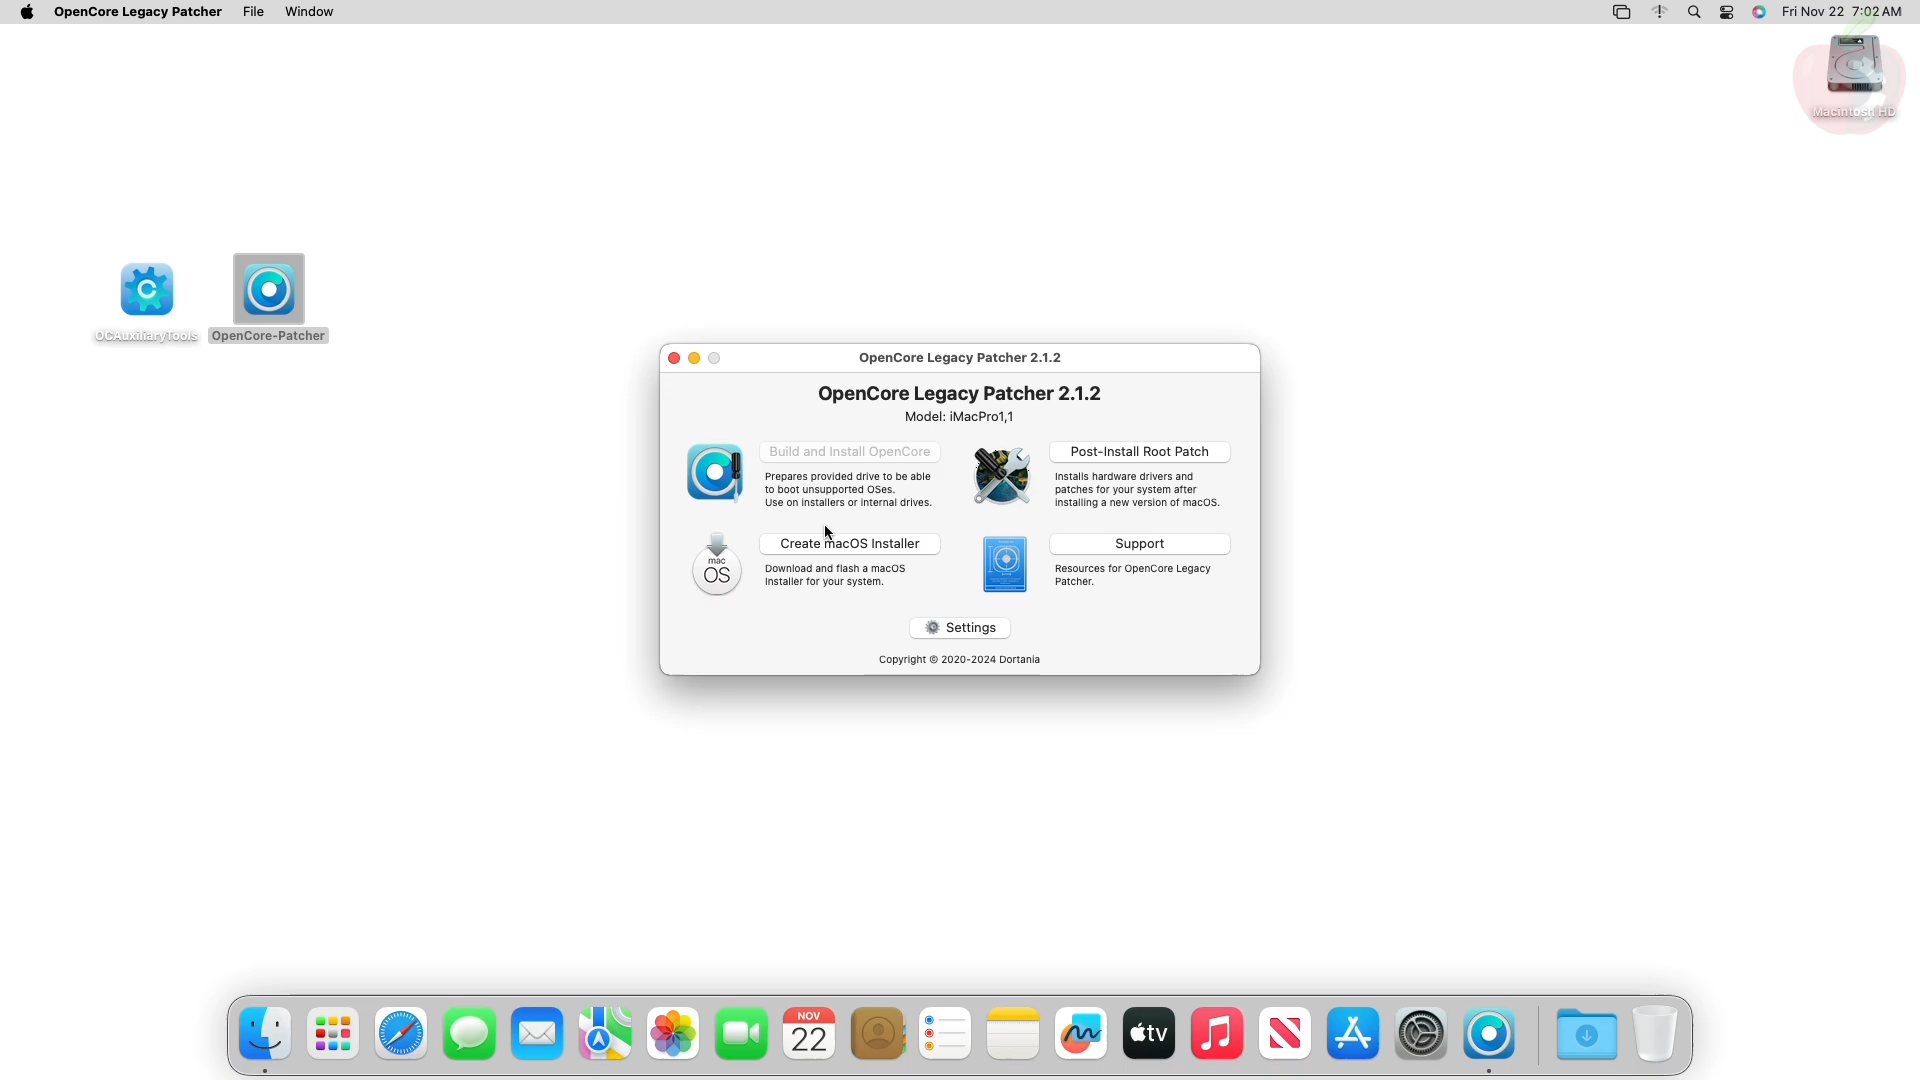 OpenCore Legacy Patcher File Window
Fri Nov 22 7:02 AM
Macintosh HD
OCAuxiliaryTools
OpenCore-Patcher
OpenCore Legacy Patcher 2.1.2
OpenCore Legacy Patcher 2.1.2
Model: iMacPro1,1
Build and Install OpenCore
Prepares provided drive to be able
to boot unsupported OSes.
Use on installers or internal drives.
Post-Install Root Patch
Installs hardware drivers and
patches for your system after
installing a new version of macOS.
mac
OS
Create macOS Installer
Download and flash a macOS
Installer for your system.
Support
Resources for OpenCore Legacy
Patcher.
Settings
Copyright © 2020-2024 Dortania
NOV
22
tv